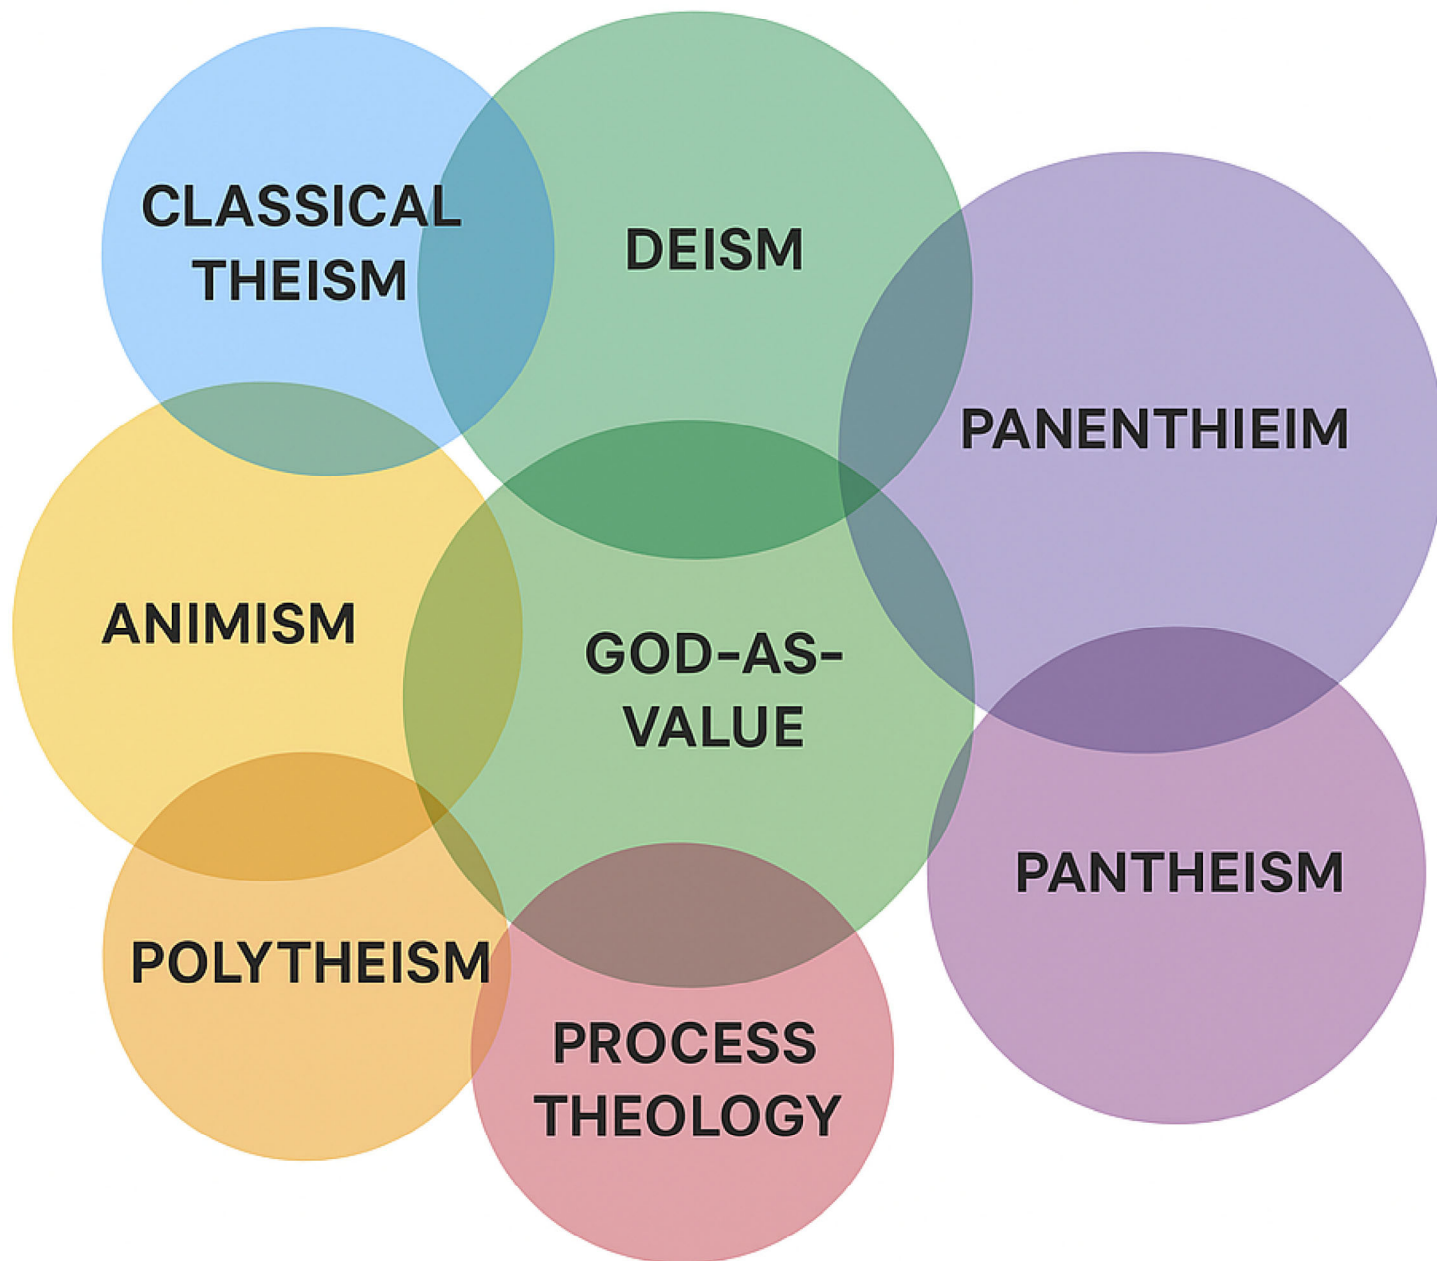 CLASSICAL
THEISM
DEISM
PANENTHIEIM
ANIMISM
GOD-AS-
VALUE
PANTHEISM
POLYTHEISM
PROCESS
THEOLOGY